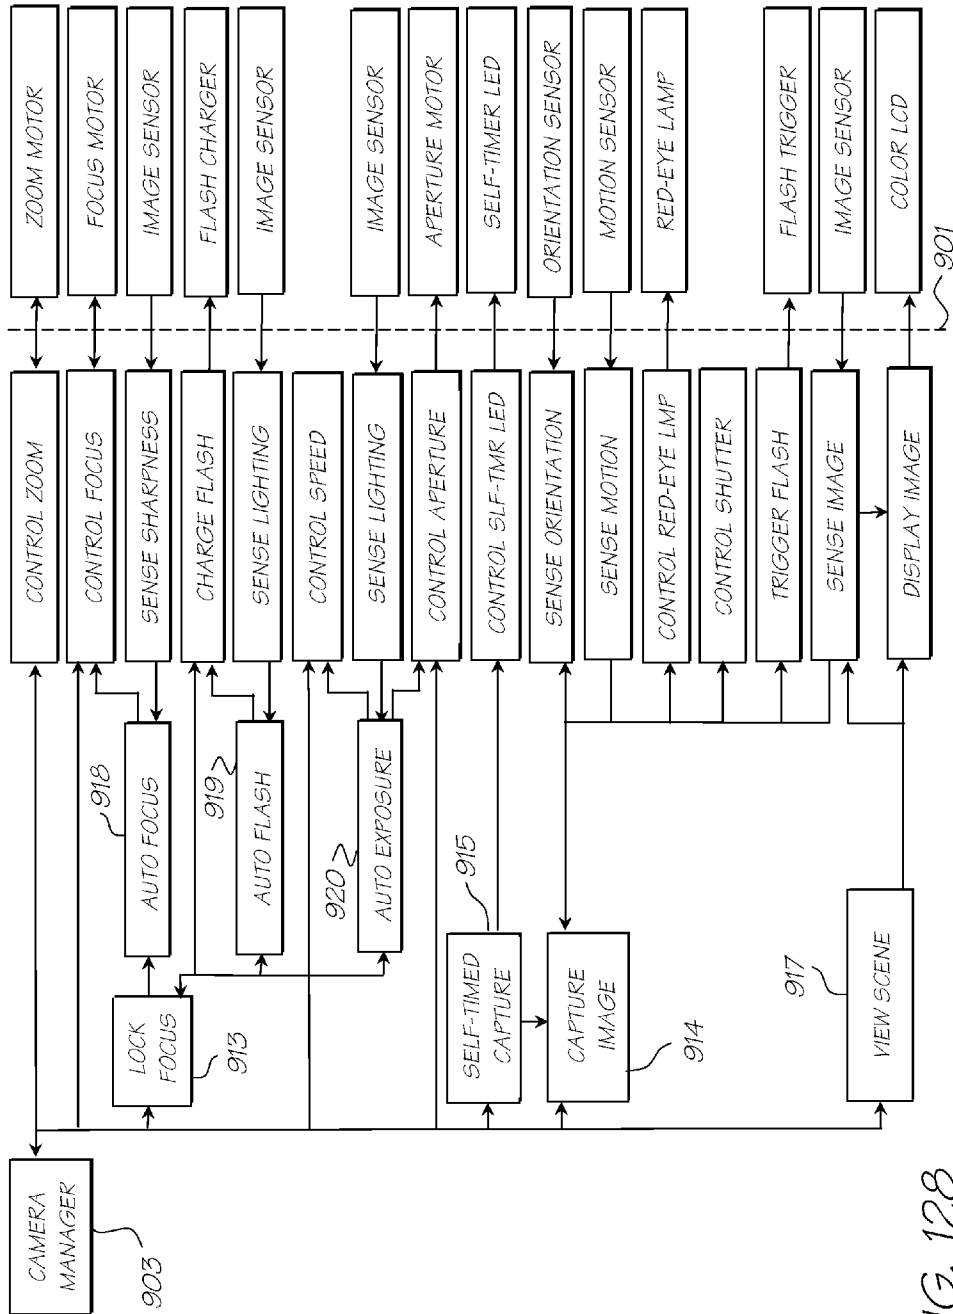 CAMERA
MANAGER
903
LOCK
FOCUS
913
AUTO FOCUS
918
AUTO FLASH
919
AUTO EXPOSURE
920
SELF-TIMED
CAPTURE
915
CAPTURE
IMAGE
914
VIEW SCENE
917
CONTROL ZOOM
CONTROL FOCUS
SENSE SHARPNESS
CHARGE FLASH
SENSE LIGHTING
CONTROL SPEED
SENSE LIGHTING
CONTROL APERTURE
CONTROL SLF-TMR LED
SENSE ORIENTATION
SENSE MOTION
CONTROL RED-EYE LMP
CONTROL SHUTTER
TRIGGER FLASH
SENSE IMAGE
DISPLAY IMAGE
901
ZOOM MOTOR
FOCUS MOTOR
IMAGE SENSOR
FLASH CHARGER
IMAGE SENSOR
IMAGE SENSOR
APERTURE MOTOR
SELF-TIMER LED
ORIENTATION SENSOR
MOTION SENSOR
RED-EYE LAMP
FLASH TRIGGER
IMAGE SENSOR
COLOR LCD
128